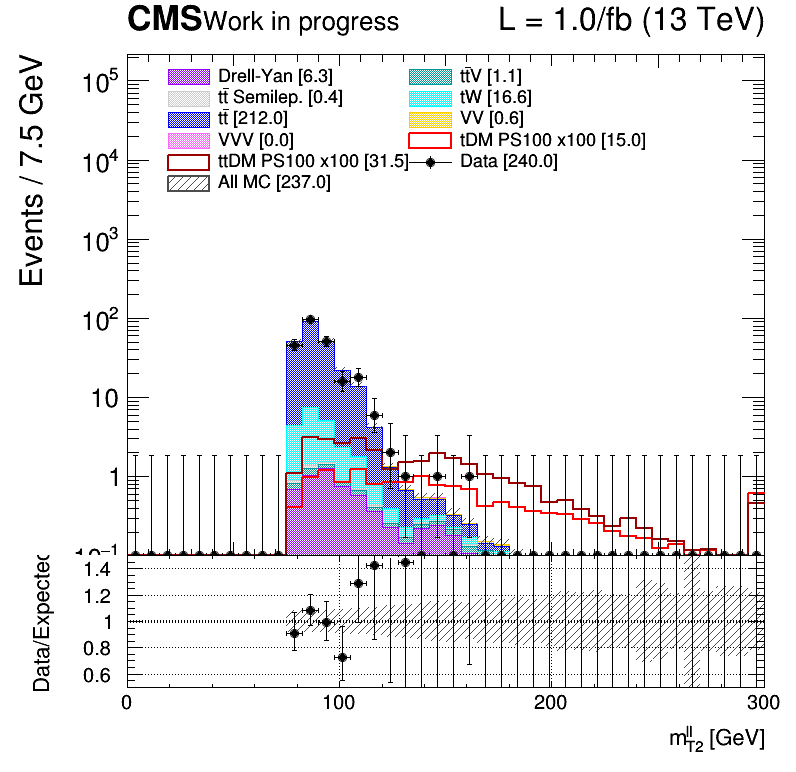 CMS Work in progress L = 1.0/fb (13 TeV)
Events / 7.5 GeV
10⁵
10⁴
10³
10²
10
1
10⁻¹
Drell-Yan [6.3]
tt̄V [1.1]
tt̄ Semilep. [0.4]
tW [16.6]
tt̄ [212.0]
VV [0.6]
VVV [0.0]
tDM PS100 x100 [15.0]
ttDM PS100 x100 [31.5]
Data [240.0]
All MC [237.0]
Data/Expected
1.4
1.2
1
0.8
0.6
0 100 200 300
m_{T2}^{ll} [GeV]